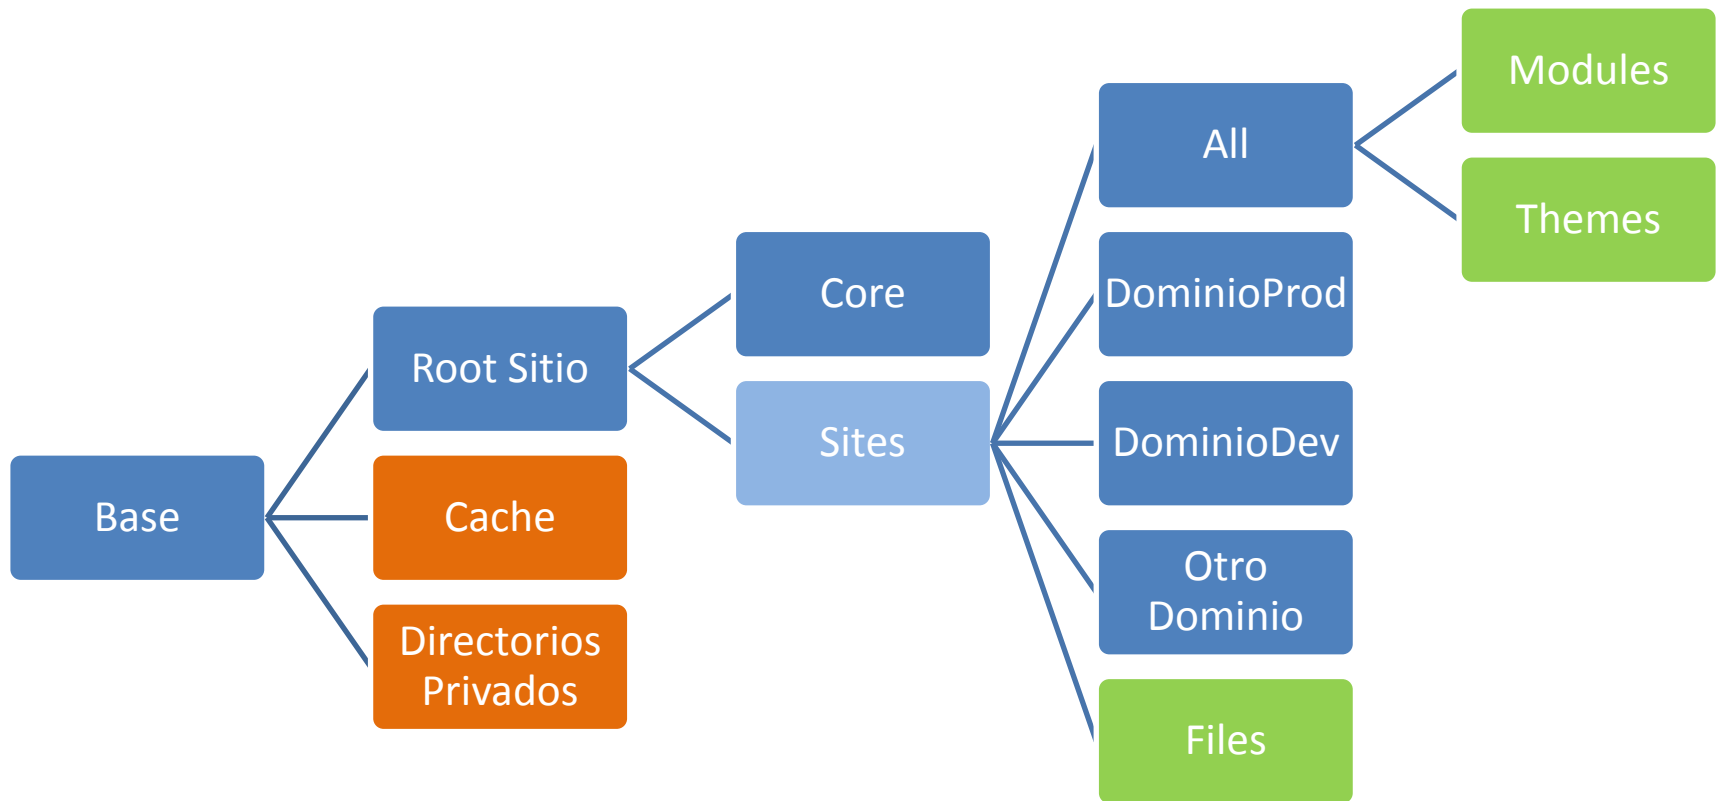 Base
Root Sitio
Cache
Directorios
Privados
Core
Sites
All
DominioProd
DominioDev
Otro
Dominio
Files
Modules
Themes